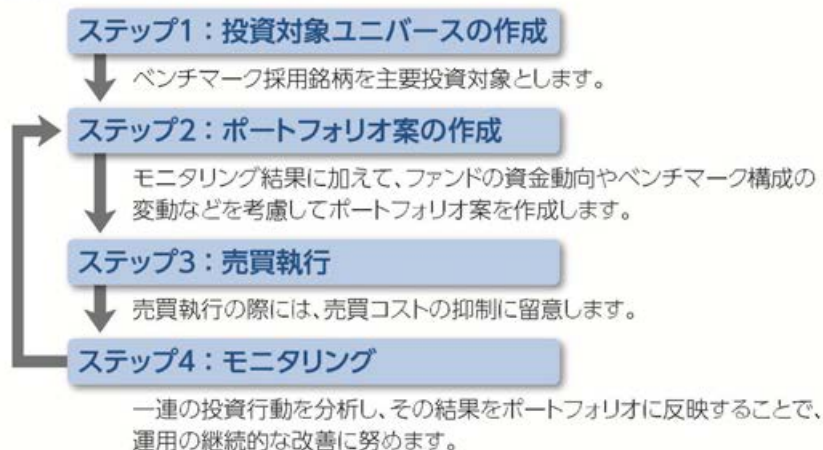 ステップ1：投資対象ユニバースの作成
ベンチマーク採用銘柄を主要投資対象とします。
ステップ2：ポートフォリオ案の作成
モニタリング結果に加えて、ファンドの資金動向やベンチマーク構成の
変動などを考慮してポートフォリオ案を作成します。
ステップ3：売買執行
売買執行の際には、売買コストの抑制に留意します。
ステップ4：モニタリング
一連の投資行動を分析し、その結果をポートフォリオに反映することで、
運用の継続的な改善に努めます。